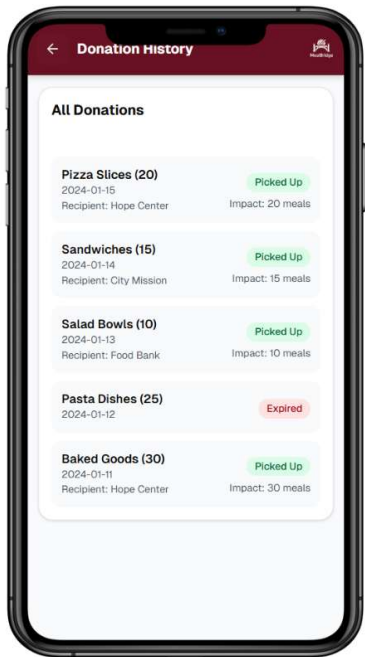 Donation History
MealBridge
All Donations
Pizza Slices (20)
Picked Up
2024-01-15
Recipient: Hope Center
Impact: 20 meals
Sandwiches (15)
Picked Up
2024-01-14
Recipient: City Mission
Impact: 15 meals
Salad Bowls (10)
Picked Up
2024-01-13
Recipient: Food Bank
Impact: 10 meals
Pasta Dishes (25)
Expired
2024-01-12
Baked Goods (30)
Picked Up
2024-01-11
Recipient: Hope Center
Impact: 30 meals